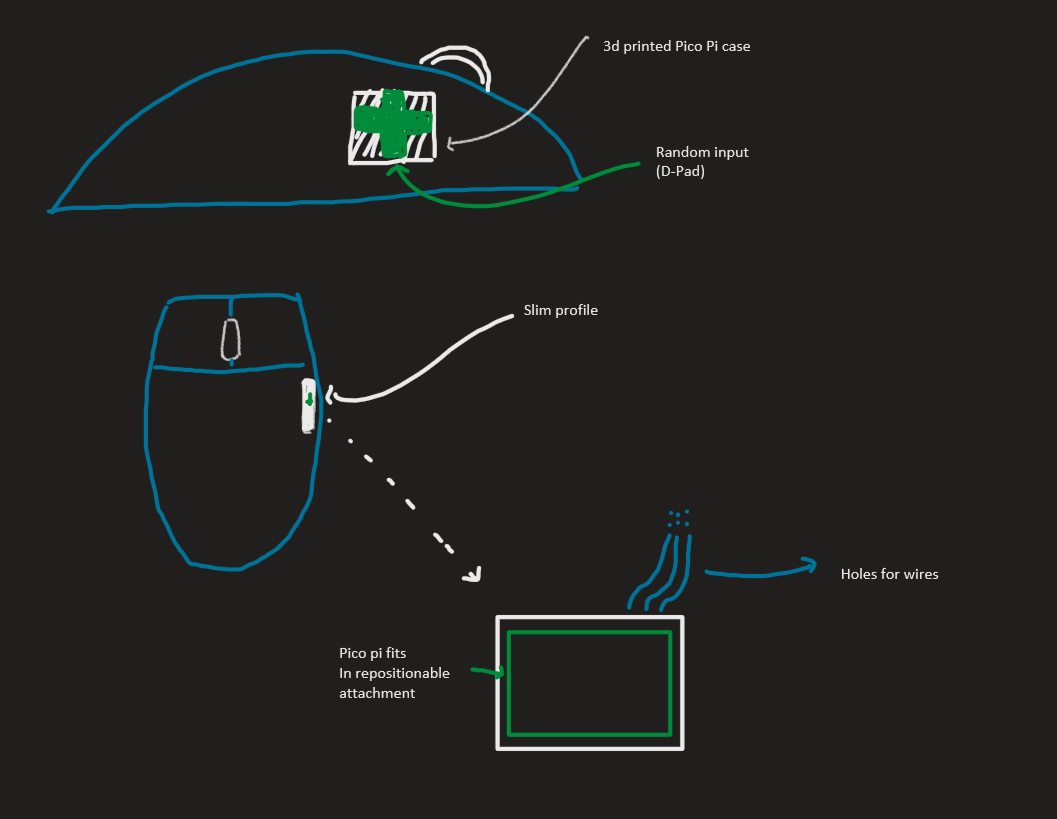 3d printed Pico Pi case
Random input
(D-Pad)
Slim profile
Holes for wires
Pico pi fits
In repositionable
attachment